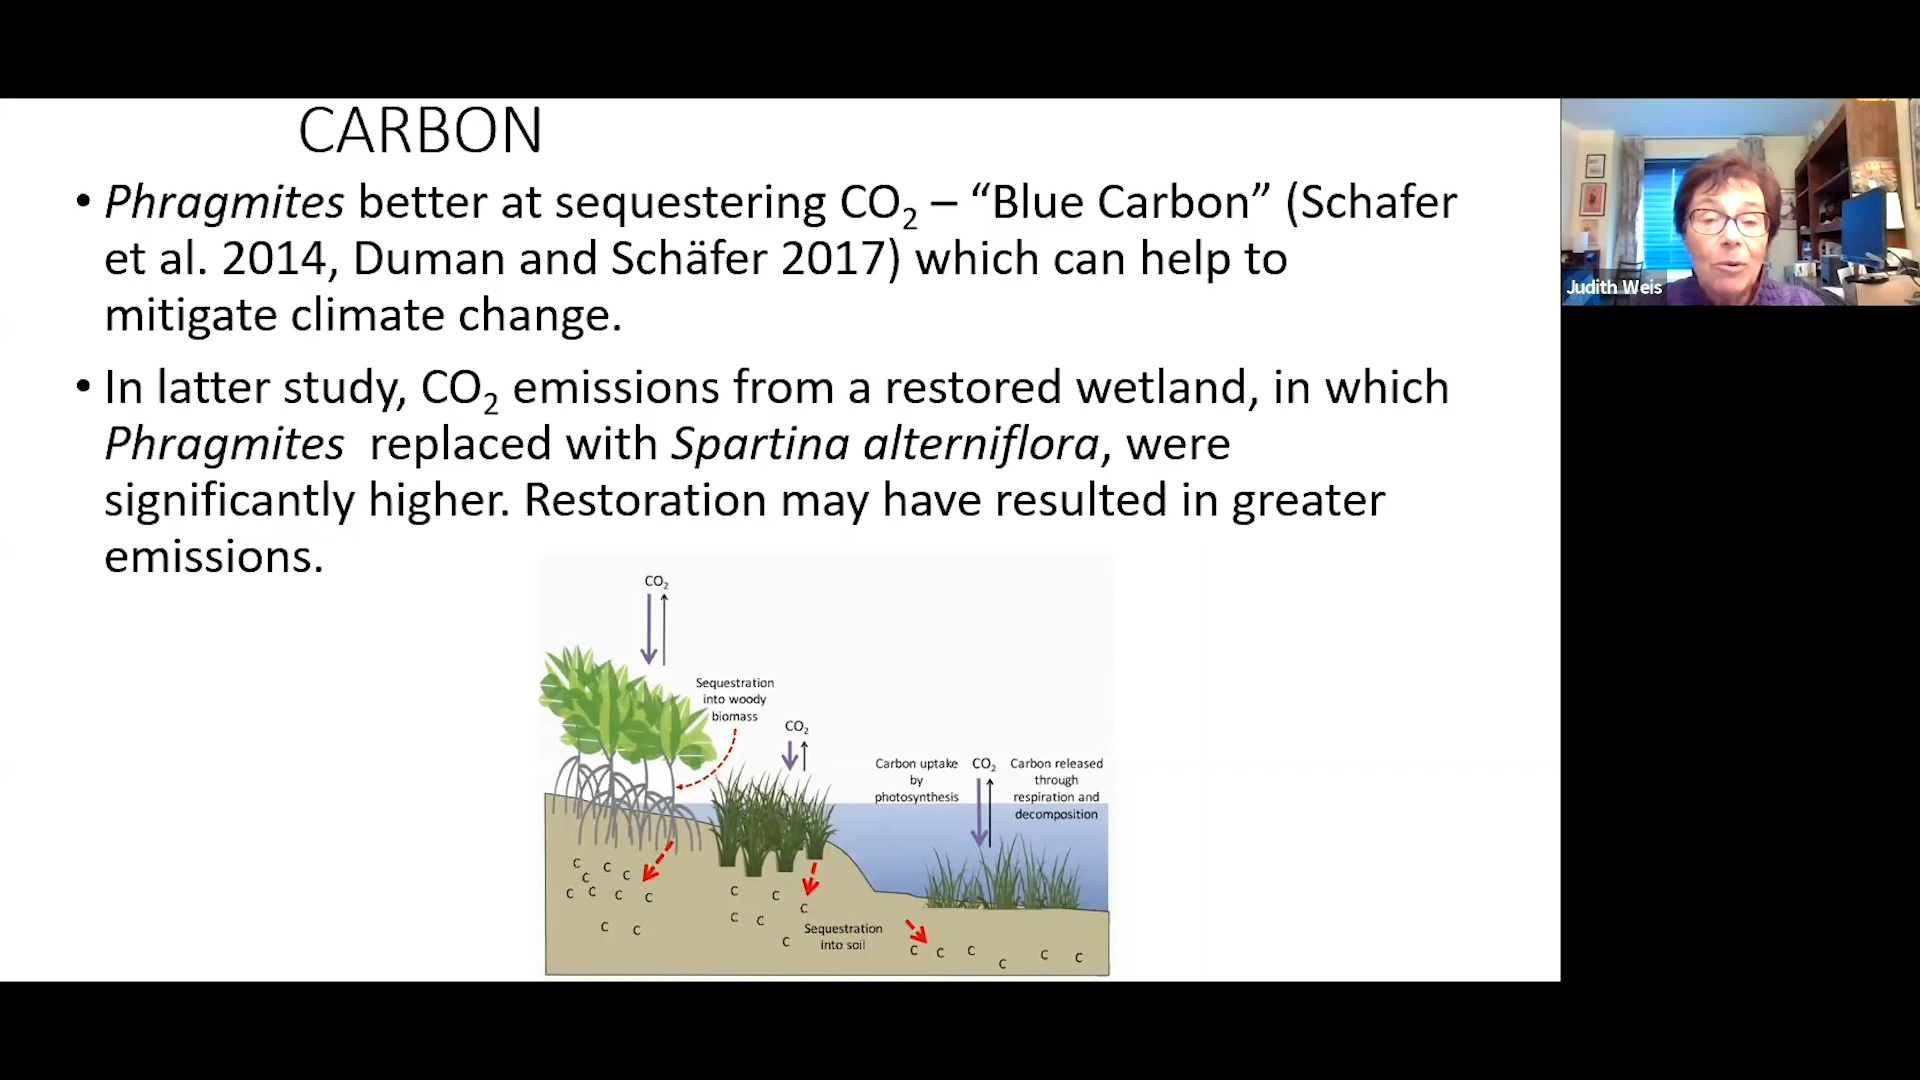 CARBON
• Phragmites better at sequestering CO₂ – “Blue Carbon” (Schafer
et al. 2014, Duman and Schäfer 2017) which can help to
mitigate climate change.
• In latter study, CO₂ emissions from a restored wetland, in which
Phragmites replaced with Spartina alterniflora, were
significantly higher. Restoration may have resulted in greater
emissions.
CO₂
Sequestration
into woody
biomass
CO₂
Carbon uptake
by
photosynthesis
CO₂
Carbon released
through
respiration and
decomposition
C C C C C C C C C C
C C C C C C
Sequestration
into soil
C C C C C C
Judith Weis